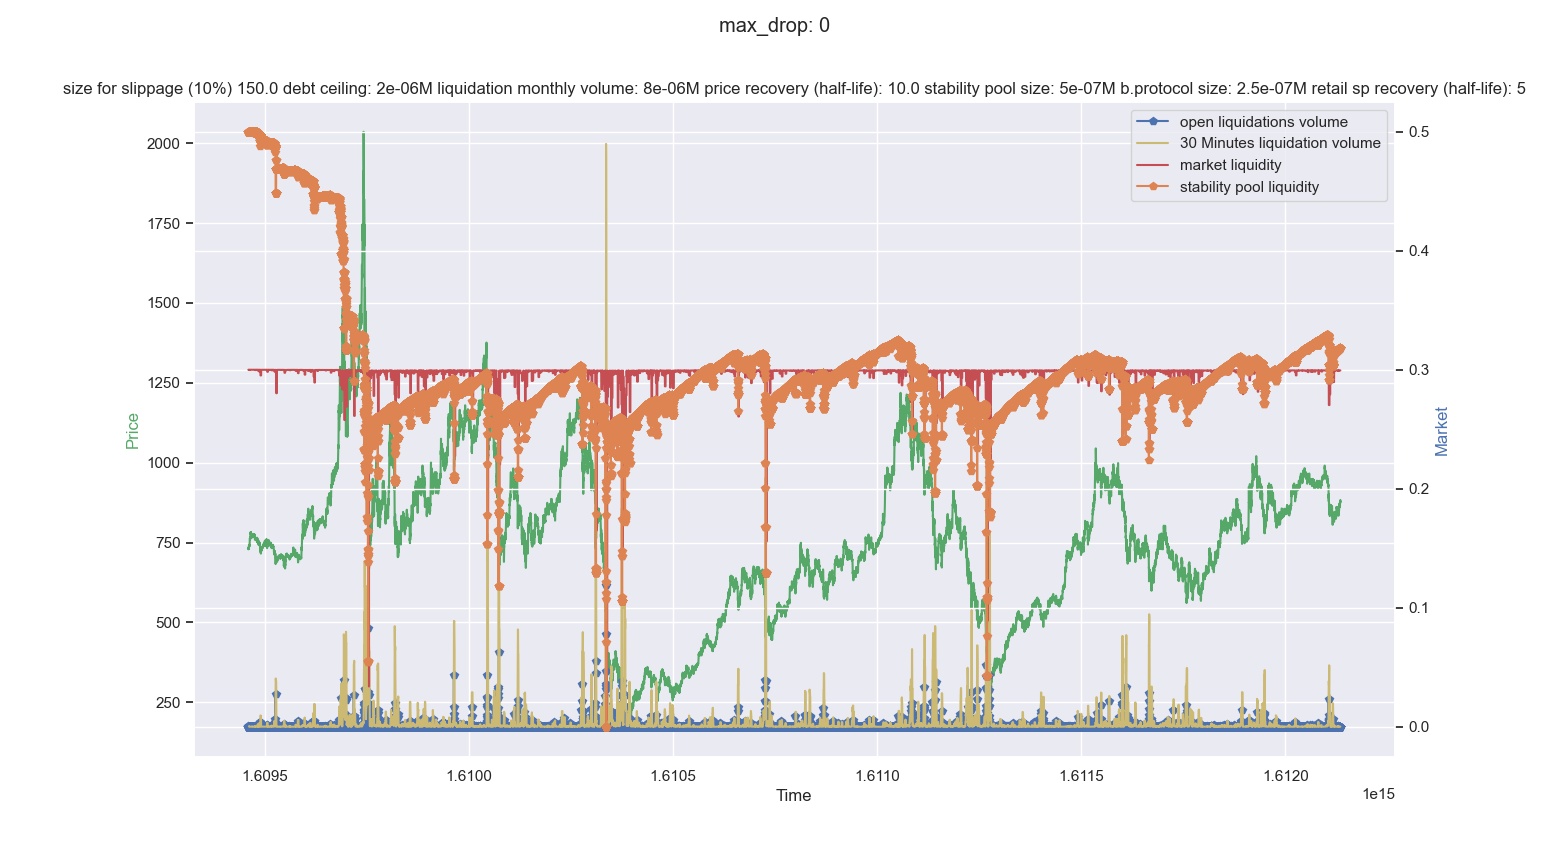 max_drop: 0
size for slippage (10%) 150.0 debt ceiling: 2e-06M liquidation monthly volume: 8e-06M price recovery (half-life): 10.0 stability pool size: 5e-07M b.protocol size: 2.5e-07M retail sp recovery (half-life): 5
open liquidations volume
30 Minutes liquidation volume
market liquidity
stability pool liquidity
2000
1750
1500
1250
1000
750
500
250
Price
0.5
0.4
0.3
0.2
0.1
0.0
Market
1.6095
1.6100
1.6105
1.6110
1.6115
1.6120
Time
1e15